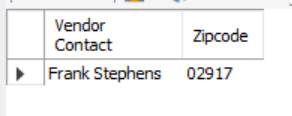 Vendor
Contact
Zipcode
Frank Stephens 02917